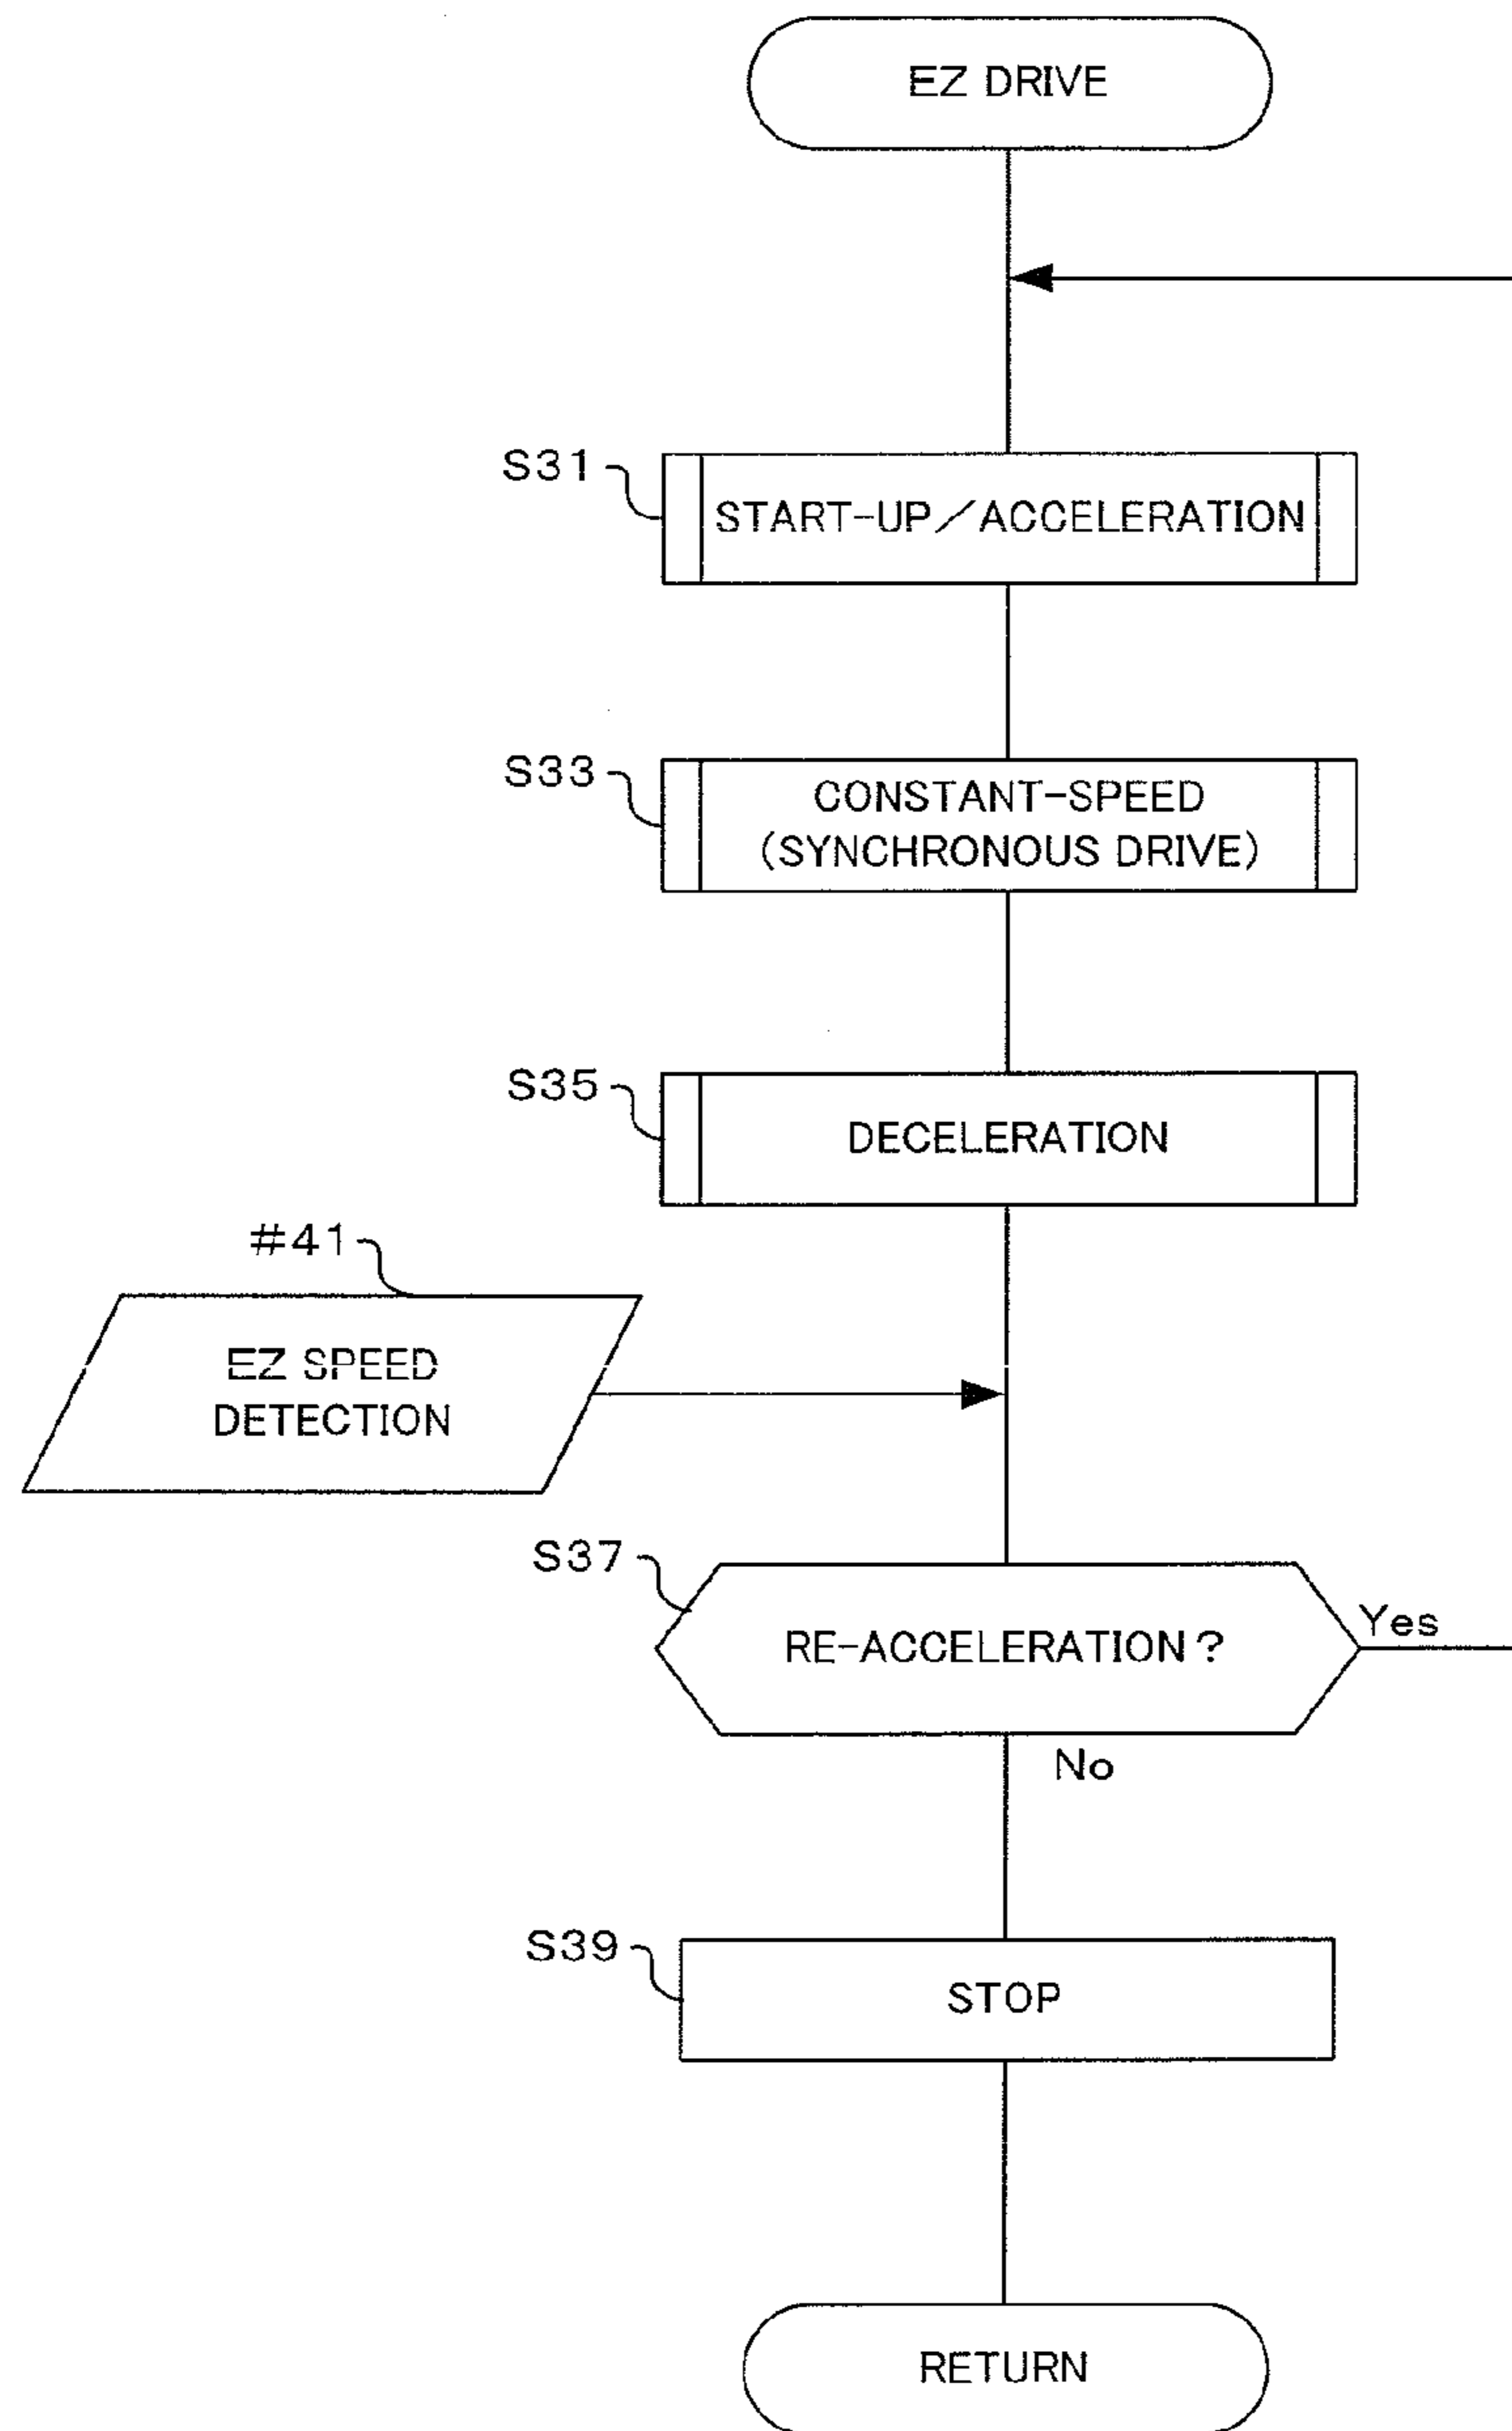 EZ DRIVE
S31
START-UP／ACCELERATION
S33
CONSTANT-SPEED
(SYNCHRONOUS DRIVE)
S35
DECELERATION
#41
EZ SPEED
DETECTION
S37
RE-ACCELERATION?
Yes
No
S39
STOP
RETURN